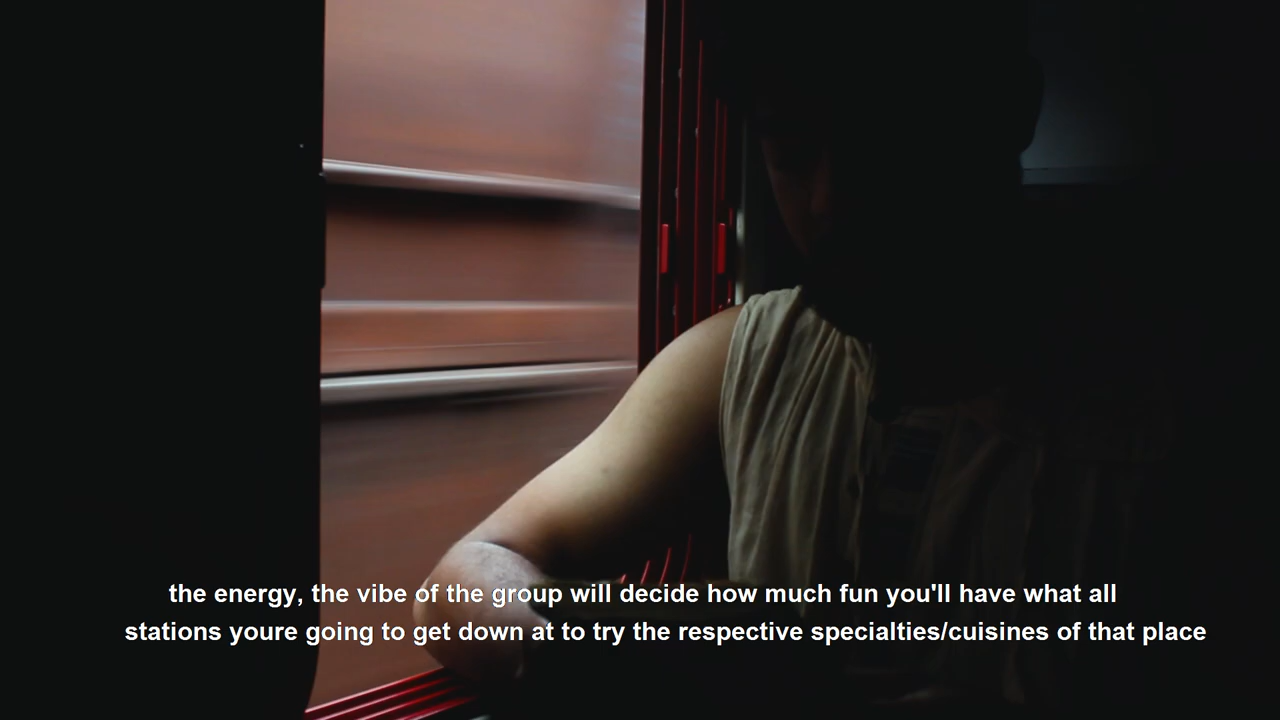 the energy, the vibe of the group will decide how much fun you'll have what all
stations youre going to get down at to try the respective specialties/cuisines of that place